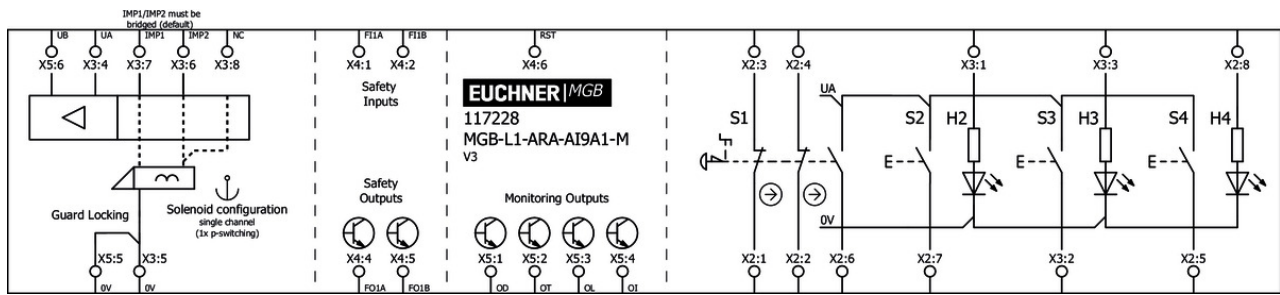 IMP1/IMP2 must be
bridged (default)
UB UA IMP1 IMP2 NC FI1A FI1B RST
X5:6 X3:4 X3:7 X3:6 X3:8 X4:1 X4:2 X4:6 X2:3 X2:4 X3:1 X3:3 X2:8
Safety
Inputs
EUCHNER MGB
117228
MGB-L1-ARA-AI9A1-M
V3
UA
S1 S2 H2 S3 H3 S4 H4
E E E
Safety
Outputs
Monitoring Outputs
Guard Locking
Solenoid configuration
single channel
(1x p-switching)
0V
X5:5 X3:5 X4:4 X4:5 X5:1 X5:2 X5:3 X5:4 X2:1 X2:2 X2:6 X2:7 X3:2 X2:5
0V 0V FO1A FO1B OD OT OL OI